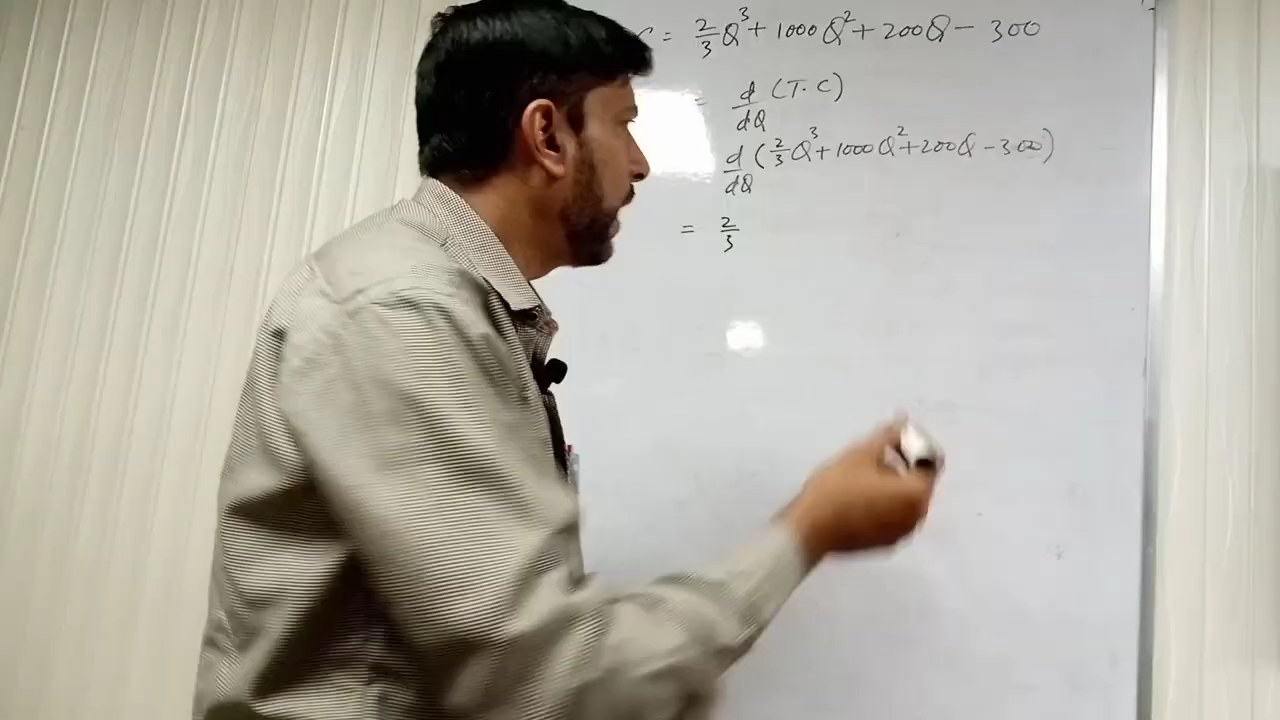 C = 2/3 Q³ + 1000 Q² + 200Q - 300
= d/dQ (T.C)
d/dQ (2/3 Q³ + 1000 Q² + 200Q - 300)
= 2/3